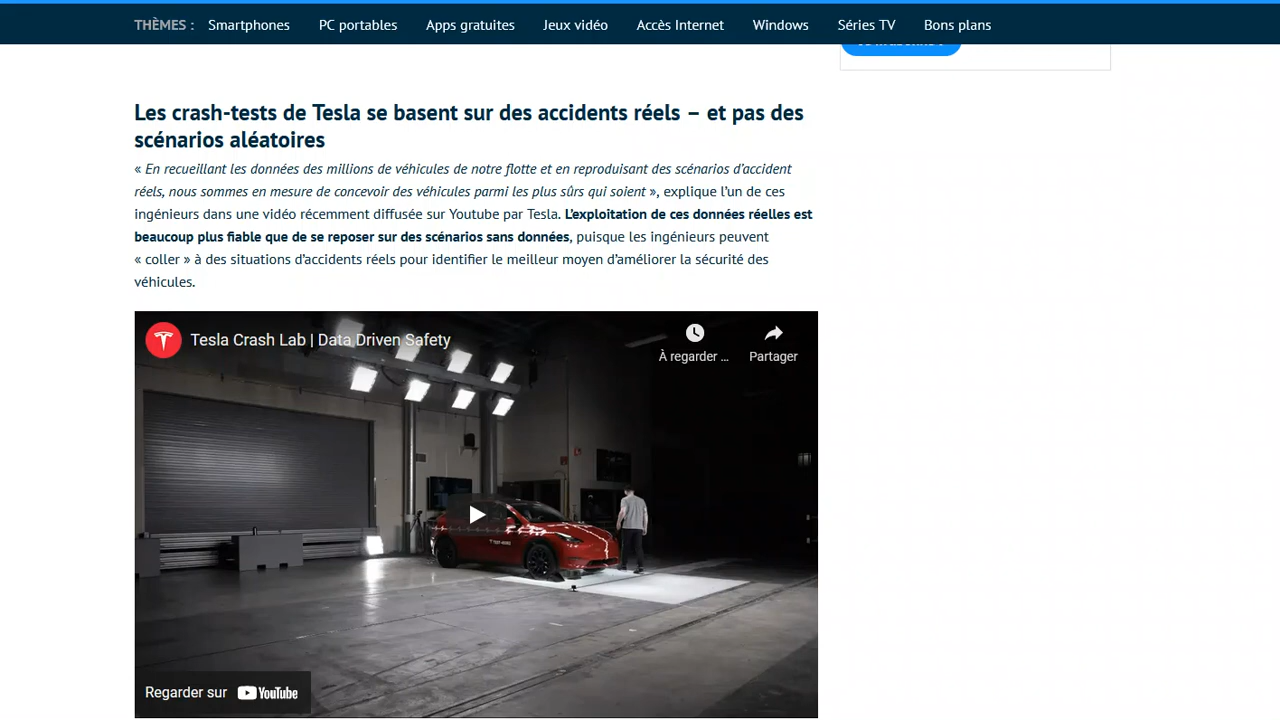 THÈMES : Smartphones PC portables Apps gratuites Jeux vidéo Accès Internet Windows Séries TV Bons plans
Les crash-tests de Tesla se basent sur des accidents réels – et pas des
scénarios aléatoires
« En recueillant les données des millions de véhicules de notre flotte et en reproduisant des scénarios d’accident
réels, nous sommes en mesure de concevoir des véhicules parmi les plus sûrs qui soient », explique l’un de ces
ingénieurs dans une vidéo récemment diffusée sur Youtube par Tesla. L’exploitation de ces données réelles est
beaucoup plus fiable que de se reposer sur des scénarios sans données, puisque les ingénieurs peuvent
« coller » à des situations d’accidents réels pour identifier le meilleur moyen d’améliorer la sécurité des
véhicules.
Tesla Crash Lab | Data Driven Safety
À regarder ... Partager
Regarder sur YouTube